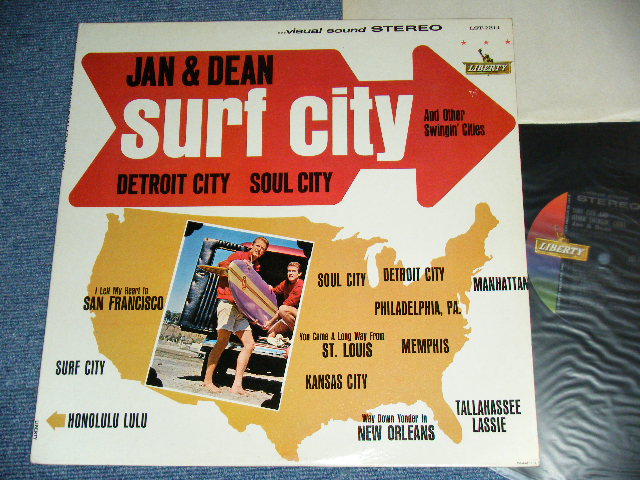 ...visual sound STEREO
LIBERTY
JAN & DEAN
surf city
And Other
Swingin' Cities
DETROIT CITY SOUL CITY
STEREO
LIBERTY
I Left My Heart In
SAN FRANCISCO
SOUL CITY
DETROIT CITY
MANHATTAN
PHILADELPHIA, PA.
You Came A Long Way From
ST. LOUIS
MEMPHIS
KANSAS CITY
SURF CITY
HONOLULU LULU
Way Down Yonder In
NEW ORLEANS
TALLAHASSEE
LASSIE